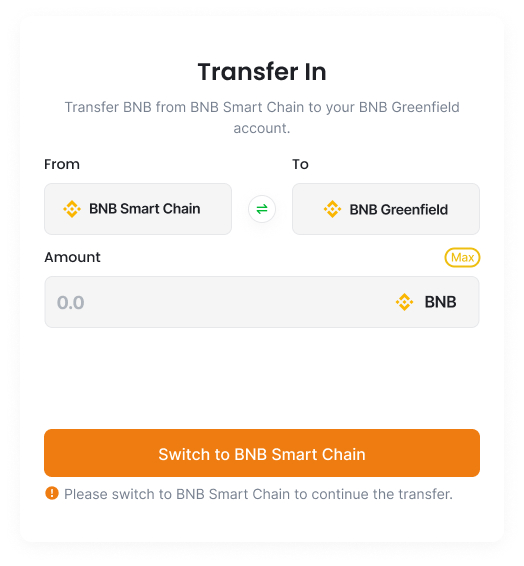 Transfer In
Transfer BNB from BNB Smart Chain to your BNB Greenfield
account.
From
To
BNB Smart Chain
BNB Greenfield
Amount
Max
0.0
BNB
Switch to BNB Smart Chain
Please switch to BNB Smart Chain to continue the transfer.